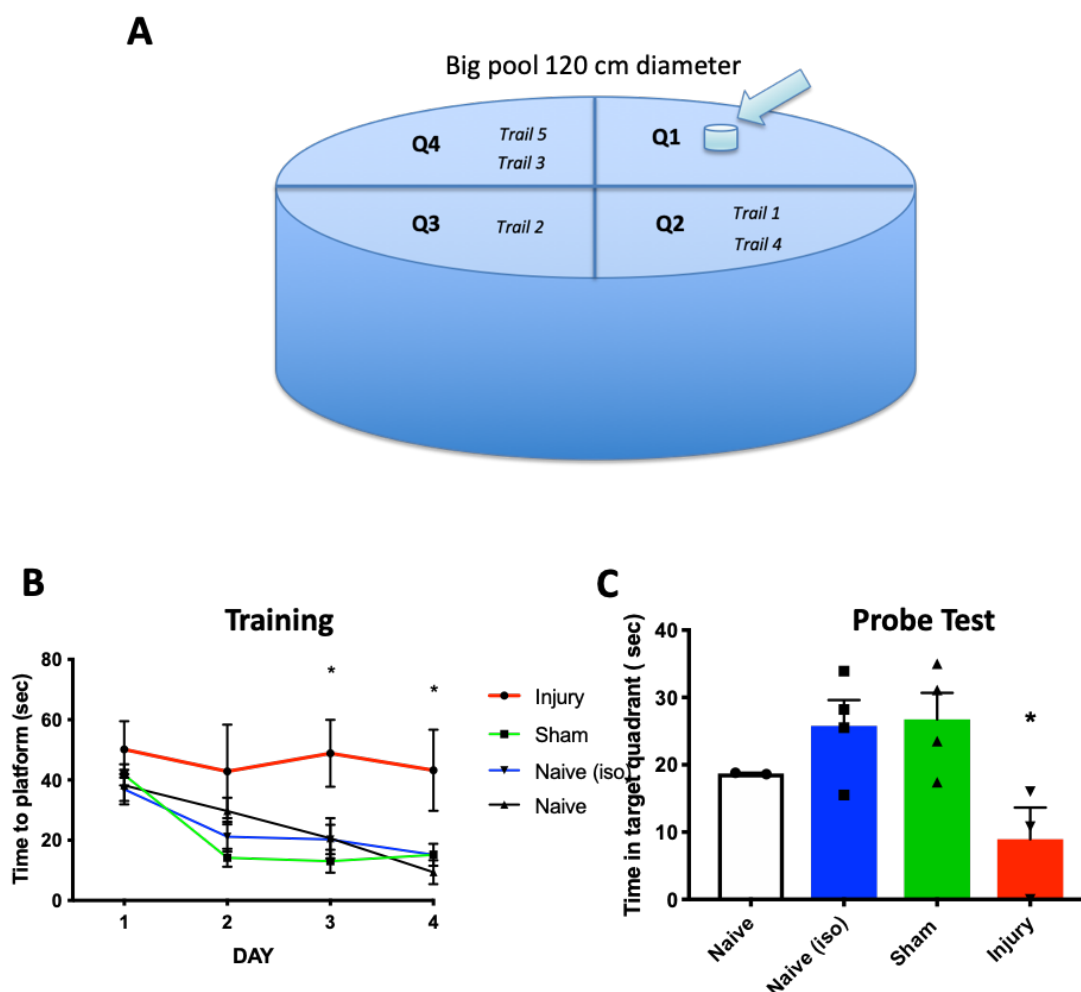 A
Big pool 120 cm diameter
Q4
Trail 5
Trail 3
Q1
Q3
Trail 2
Q2
Trail 1
Trail 4
B
Training
Time to platform (sec)
80
60
40
20
0
*
*
1
2
3
4
DAY
Injury
Sham
Naive (iso)
Naive
C
Probe Test
Time in target quadrant ( sec)
40
30
20
10
0
*
Naive
Naive (iso)
Sham
Injury